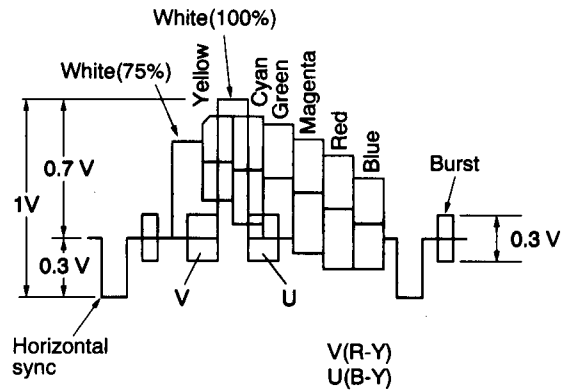 White(100%)
White(75%)
Yellow
Cyan
Green
Magenta
Red
Blue
Burst
0.7 V
1V
0.3 V
0.3 V
V
U
Horizontal
sync
V(R-Y)
U(B-Y)